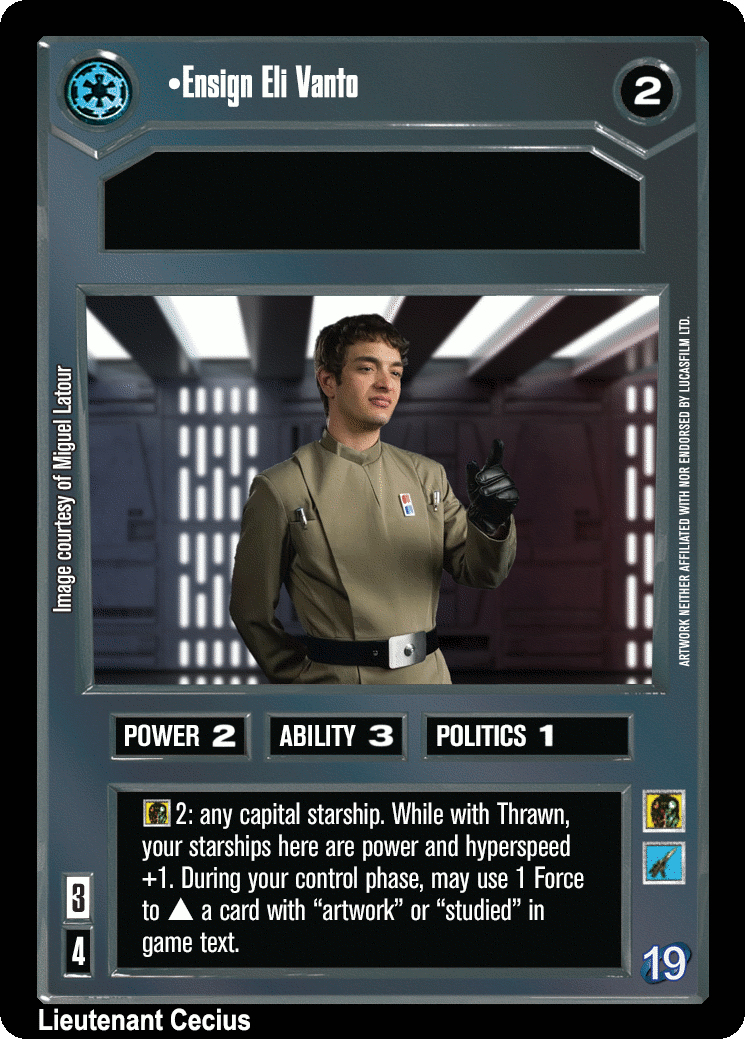 •Ensign Eli Vanto
2
Image courtesy of Miguel Latour
ARTWORK NEITHER AFFILIATED WITH NOR ENDORSED BY LUCASFILM LTD.
POWER 2
ABILITY 3
POLITICS 1
2: any capital starship. While with Thrawn,
your starships here are power and hyperspeed
+1. During your control phase, may use 1 Force
to ▲ a card with “artwork” or “studied” in
game text.
3
4
19
Lieutenant Cecius